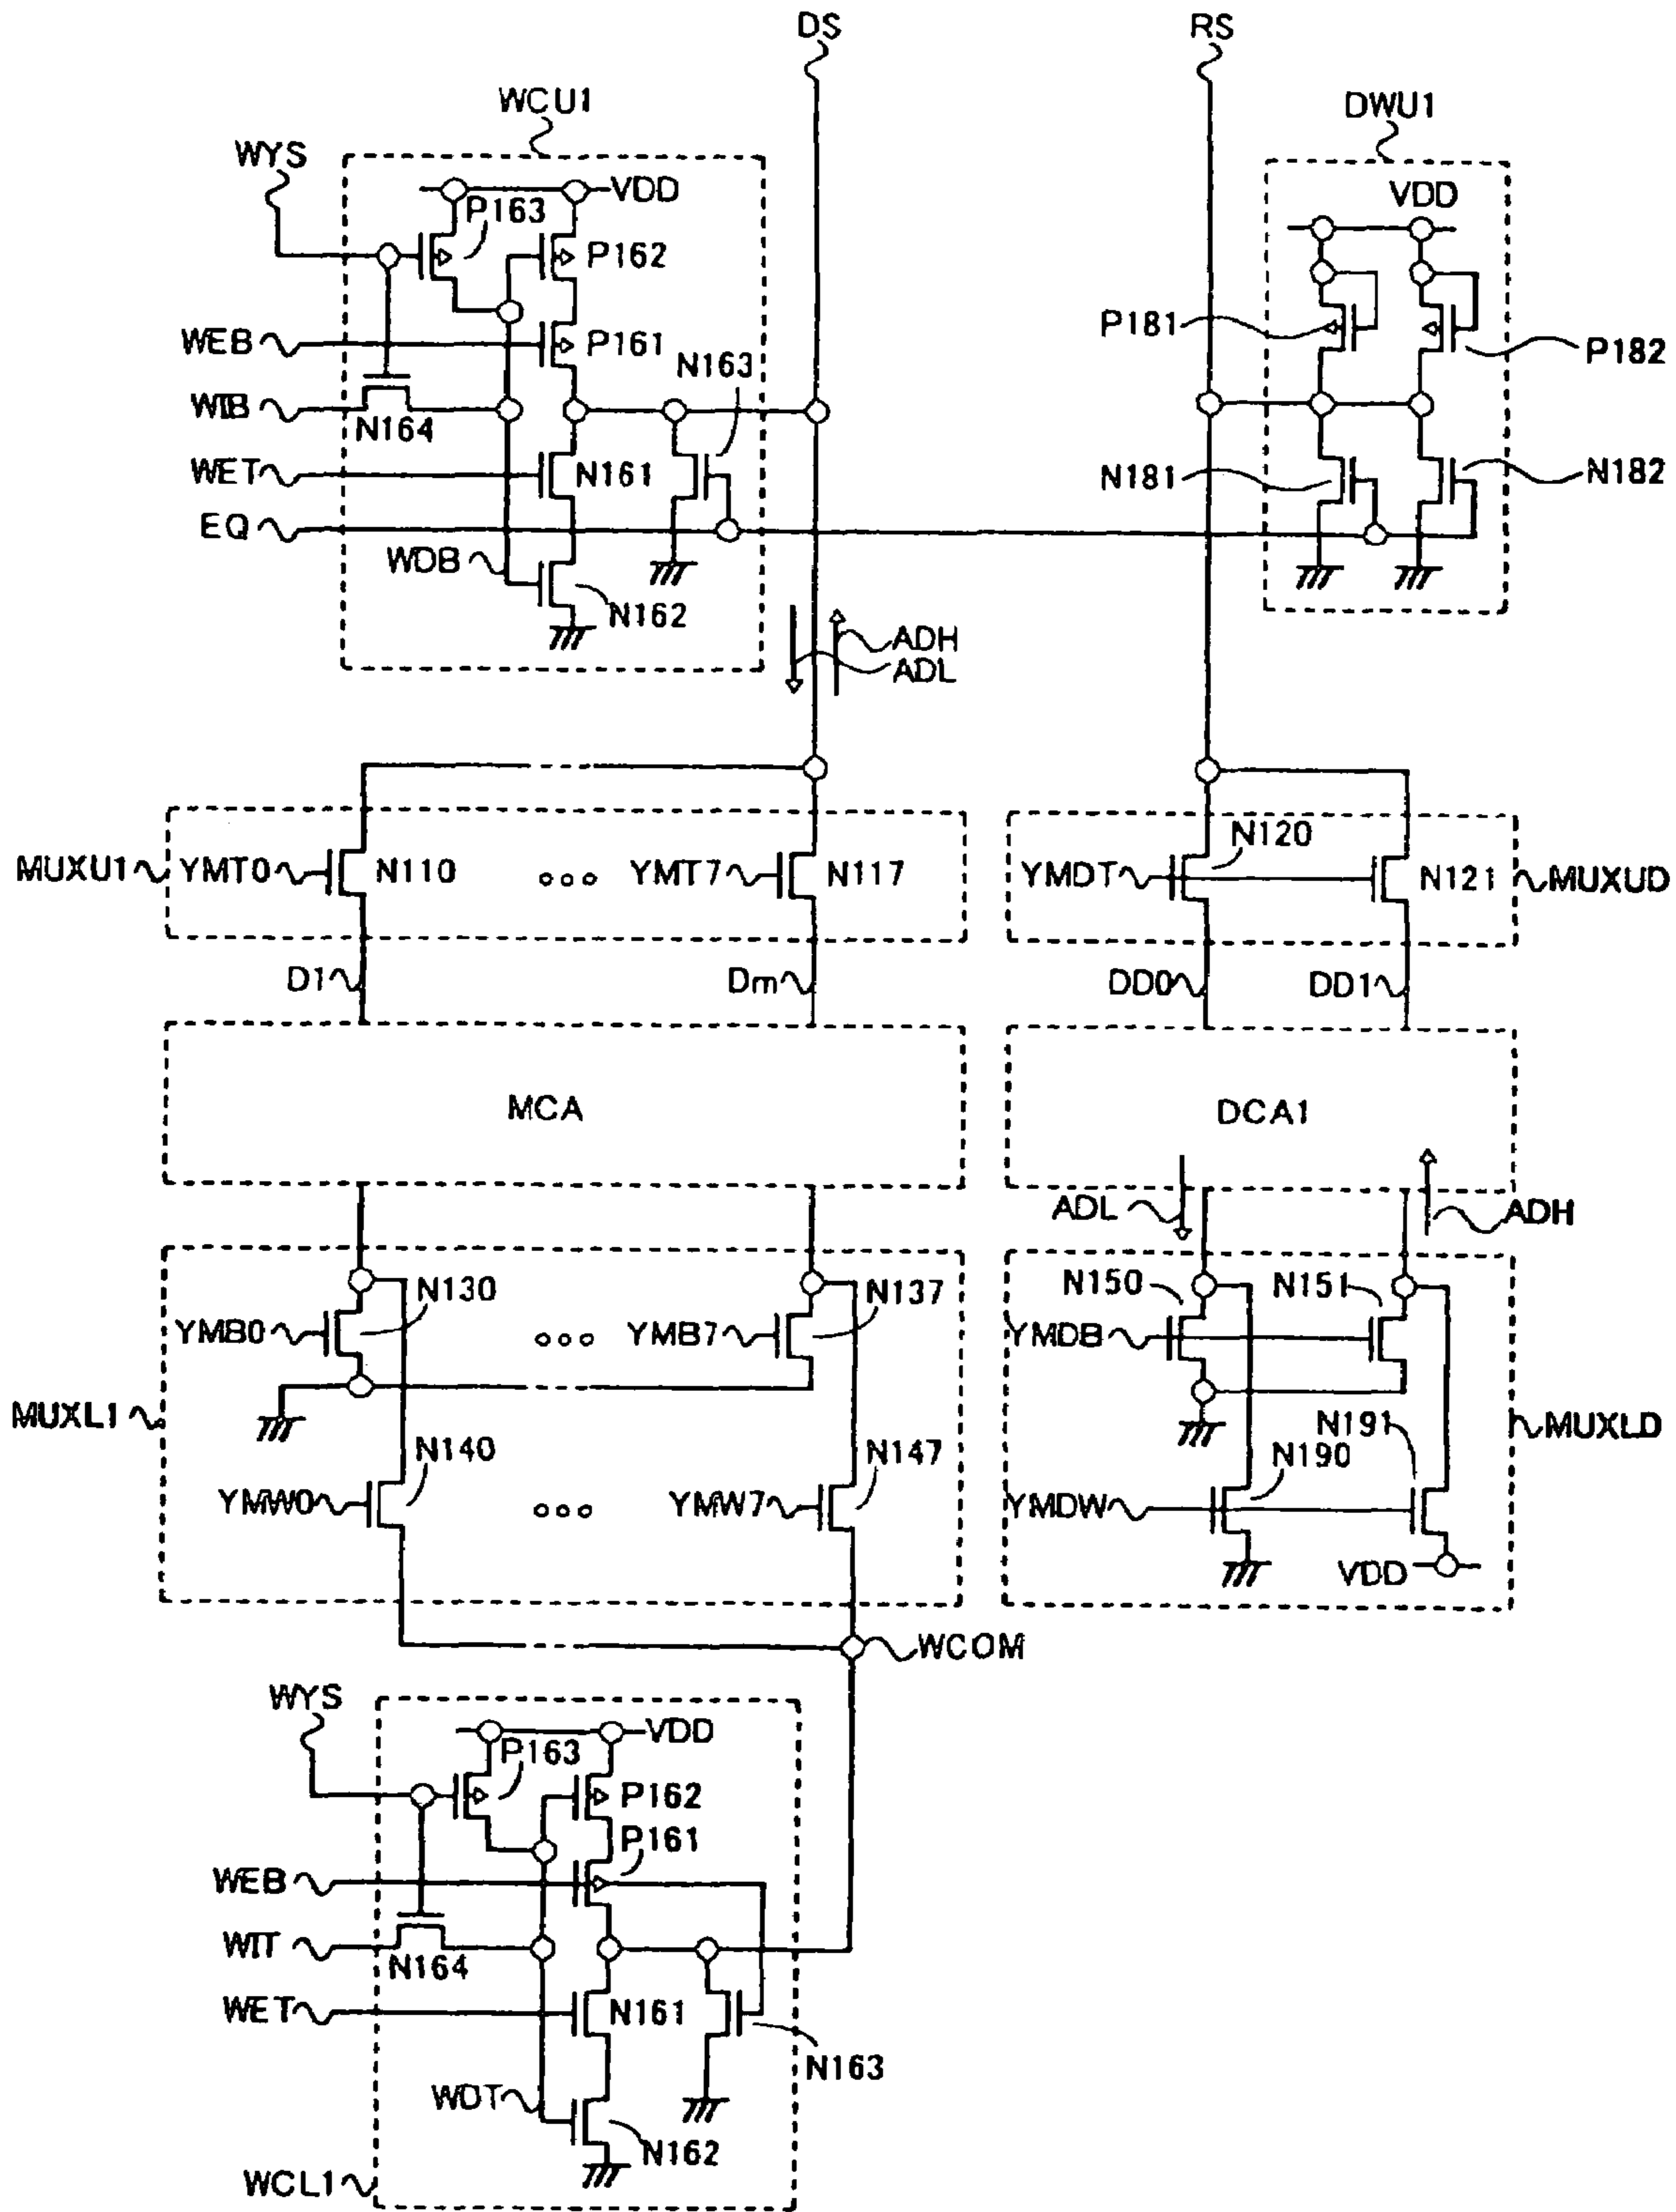 DS
RS
WCU1
DWU1
WYS
VDD
VDD
P163
P162
P181
P182
WEB
P161
N163
WIB
N164
WET
N161
N181
N182
EQ
WDB
N162
ADH
ADL
MUXU1
YMT0
N110
YMT7
N117
YMDT
N120
N121
MUXUD
D1
Dm
DD0
DD1
MCA
DCA1
ADL
ADH
N130
N137
N150
N151
YMB0
YMB7
YMDB
MUXL1
N191
MUXLD
N140
N147
N190
YMW0
YMW7
YMDW
VDD
WCOM
WYS
VDD
P163
P162
P161
WEB
WIT
N164
WET
N161
N163
WDT
N162
WCL1